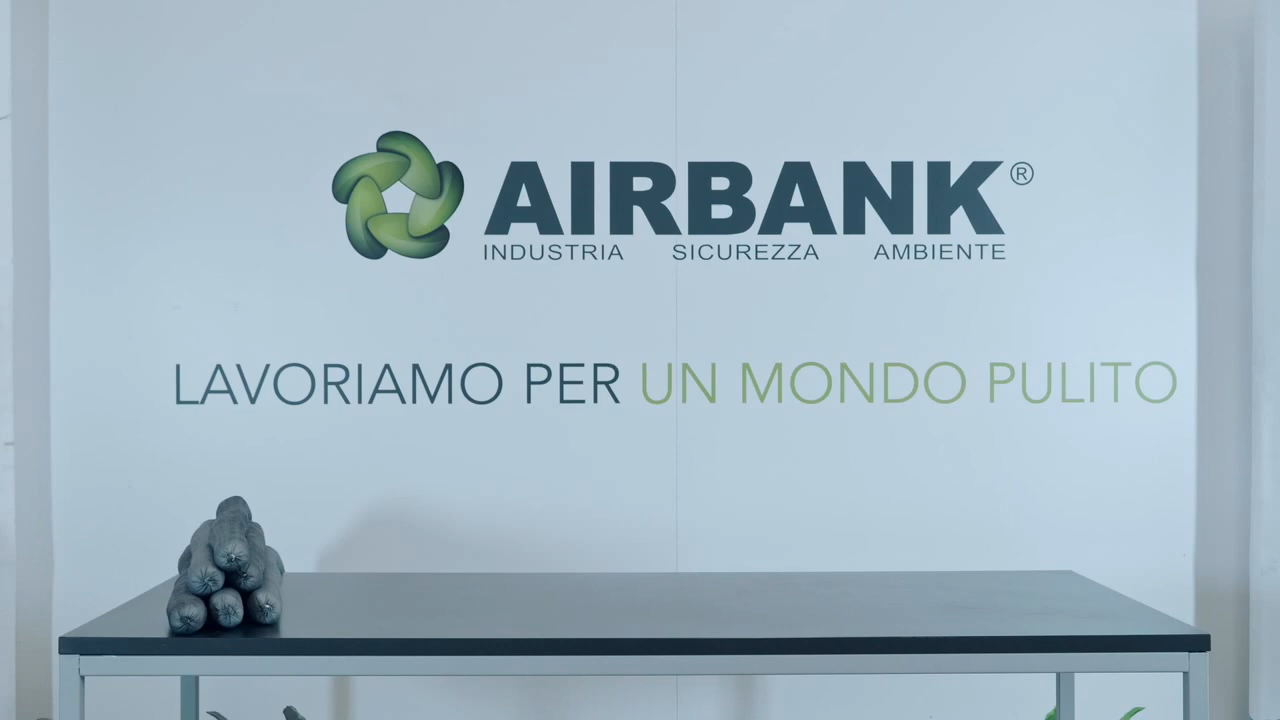 AIRBANK®
INDUSTRIA SICUREZZA AMBIENTE
LAVORIAMO PER UN MONDO PULITO